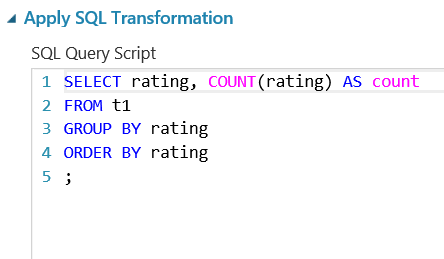 Apply SQL Transformation
SQL Query Script
1 SELECT rating, COUNT(rating) AS count
2 FROM t1
3 GROUP BY rating
4 ORDER BY rating
5 ;